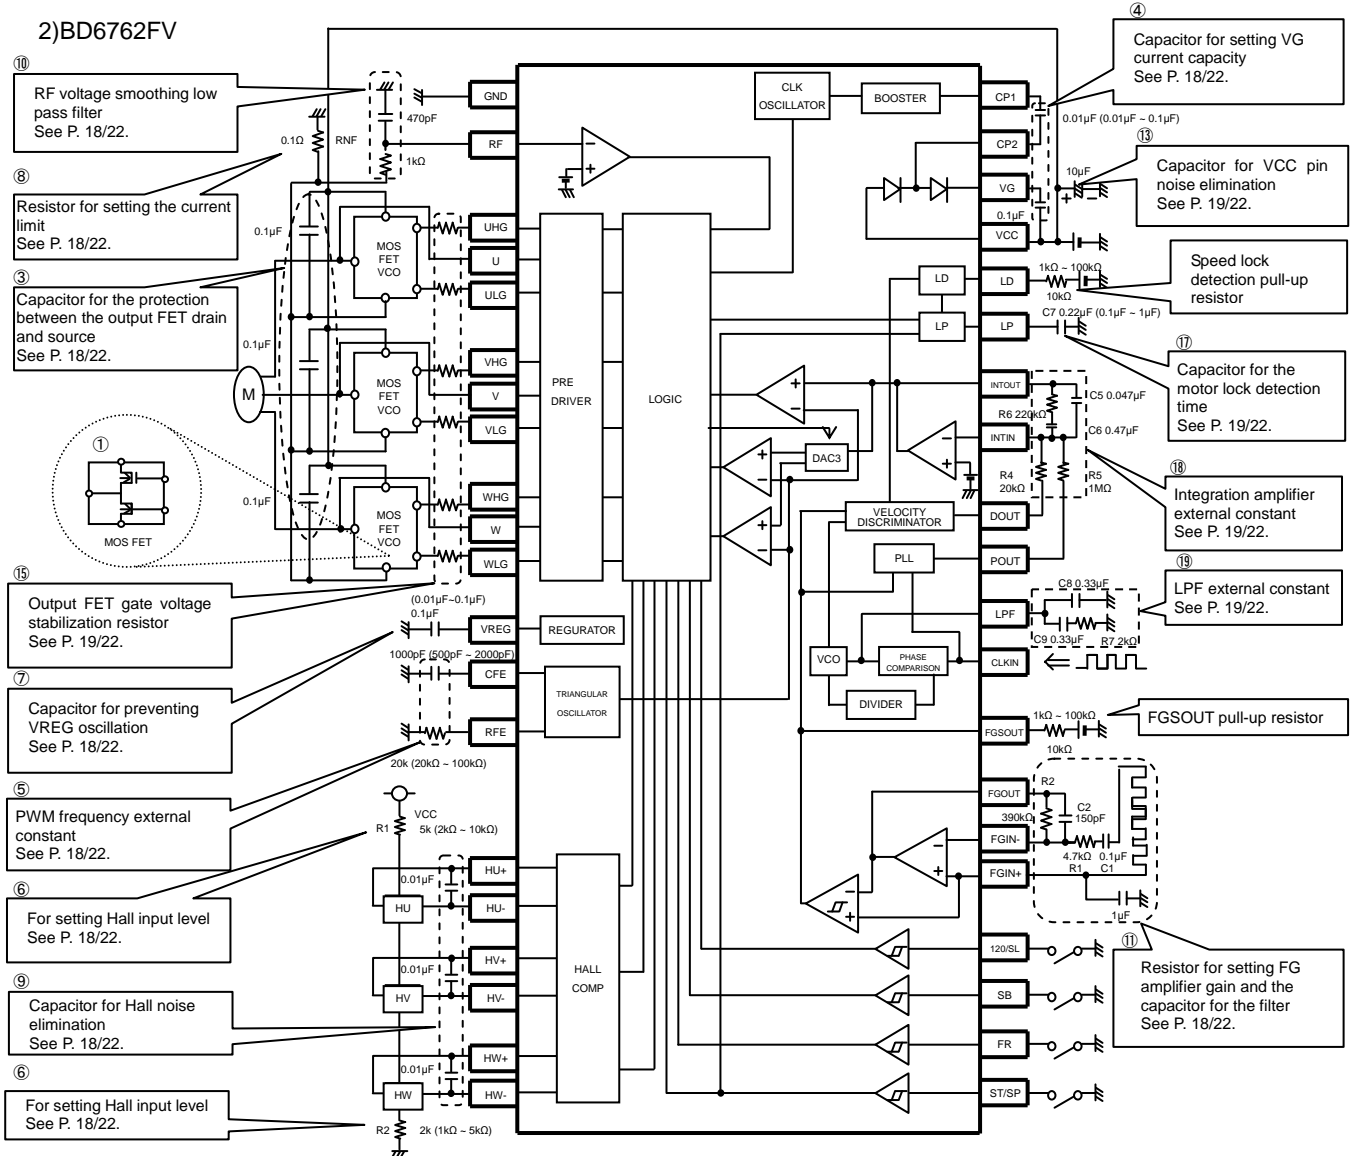 2)BD6762FV
⑩
RF voltage smoothing low
pass filter
See P. 18/22.
⑧
Resistor for setting the current
limit
See P. 18/22.
③
Capacitor for the protection
between the output FET drain
and source
See P. 18/22.
①
MOS FET
⑮
Output FET gate voltage
stabilization resistor
See P. 19/22.
⑦
Capacitor for preventing
VREG oscillation
See P. 18/22.
⑤
PWM frequency external
constant
See P. 18/22.
⑥
For setting Hall input level
See P. 18/22.
⑨
Capacitor for Hall noise
elimination
See P. 18/22.
⑥
For setting Hall input level
See P. 18/22.
470pF
0.1Ω
RNF
1kΩ
0.1µF
MOS
FET
VCO
0.1µF
MOS
FET
VCO
M
0.1µF
MOS
FET
VCO
(0.01µF~0.1µF)
0.1µF
1000pF (500pF ~ 2000pF)
20k (20kΩ ~ 100kΩ)
VCC
R1
5k (2kΩ ~ 10kΩ)
0.01µF
HU
0.01µF
HV
0.01µF
HW
R2
2k (1kΩ ~ 5kΩ)
GND
RF
UHG
U
ULG
VHG
V
VLG
WHG
W
WLG
VREG
CFE
RFE
HU+
HU-
HV+
HV-
HW+
HW-
PRE
DRIVER
LOGIC
REGURATOR
TRIANGULAR
OSCILLATOR
HALL
COMP
CLK
OSCILLATOR
BOOSTER
LD
LP
DAC3
VELOCITY
DISCRIMINATOR
PLL
VCO
PHASE
COMPARISON
DIVIDER
CP1
CP2
VG
VCC
LD
LP
INTOUT
INTIN
DOUT
POUT
LPF
CLKIN
FGSOUT
FGOUT
FGIN-
FGIN+
120/SL
SB
FR
ST/SP
0.01µF (0.01µF ~ 0.1µF)
10µF
+
−
0.1µF
1kΩ ~ 100kΩ
10kΩ
C7 0.22µF (0.1µF ~ 1µF)
C5 0.047µF
R6 220kΩ
C6 0.47µF
R4
20kΩ
R5
1MΩ
C8 0.33µF
C9 0.33µF
R7 2kΩ
1kΩ ~ 100kΩ
10kΩ
R2
390kΩ
C2
150pF
4.7kΩ
R1
0.1µF
C1
1µF
④
Capacitor for setting VG
current capacity
See P. 18/22.
⑬
Capacitor for VCC pin
noise elimination
See P. 19/22.
Speed lock
detection pull-up
resistor
⑰
Capacitor for the
motor lock detection
time
See P. 19/22.
⑱
Integration amplifier
external constant
See P. 19/22.
⑲
LPF external constant
See P. 19/22.
FGSOUT pull-up resistor
⑪
Resistor for setting FG
amplifier gain and the
capacitor for the filter
See P. 18/22.